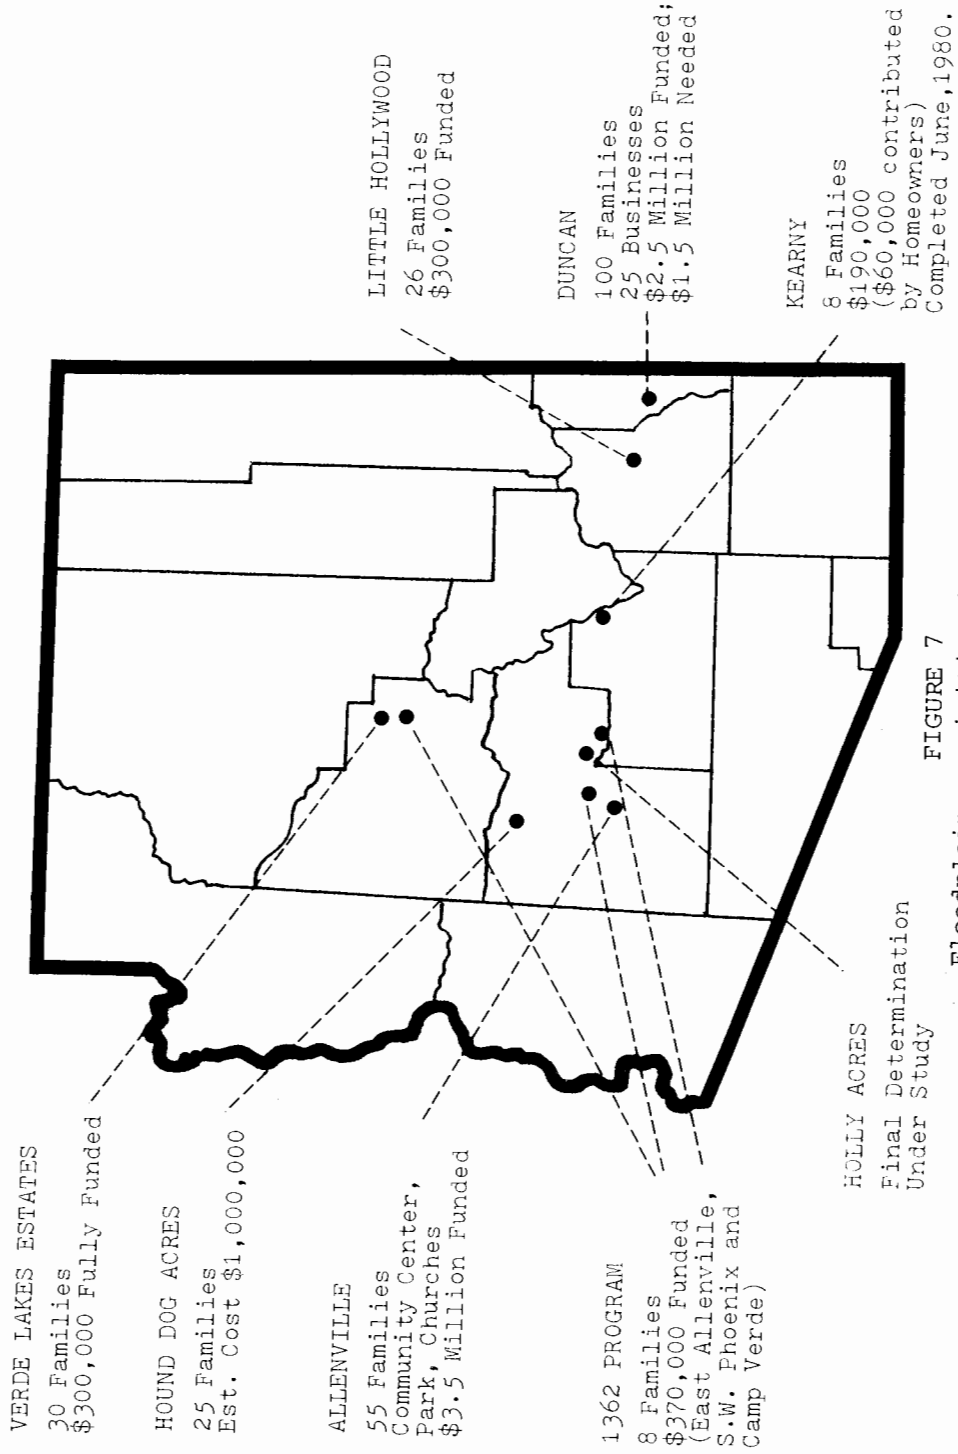 VERDE LAKES ESTATES
30 Families
$300,000 Fully Funded
HOUND DOG ACRES
25 Families
Est. Cost $1,000,000
ALLENVILLE
55 Families
Community Center,
Park, Churches
$3.5 Million Funded
1362 PROGRAM
8 Families
$370,000 Funded
(East Allenville,
S.W. Phoenix and
Camp Verde)
HOLLY ACRES
Final Determination
Under Study
LITTLE HOLLYWOOD
26 Families
$300,000 Funded
DUNCAN
100 Families
25 Businesses
$2.5 Million Funded;
$1.5 Million Needed
KEARNY
8 Families
$190,000
($60,000 contributed
by Homeowners)
Completed June,1980.
FIGURE 7